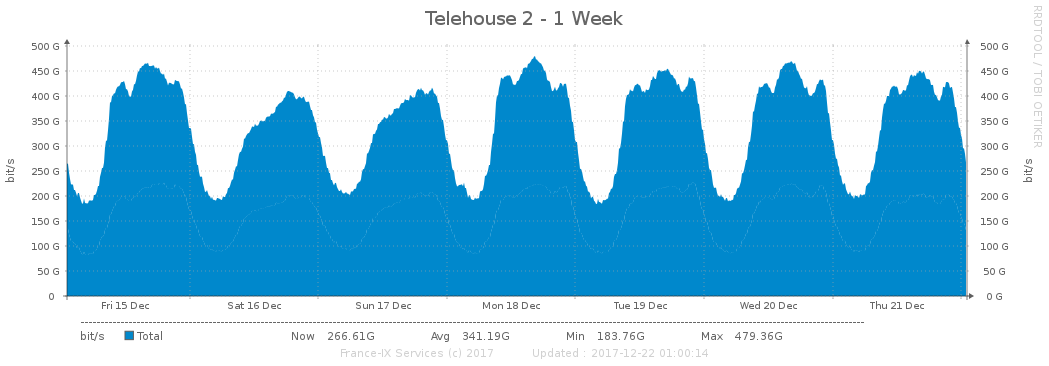 Telehouse 2 - 1 Week
RRDTOOL / TOBI OETIKER
bit/s
500 G
450 G
400 G
350 G
300 G
250 G
200 G
150 G
100 G
50 G
0
500 G
450 G
400 G
350 G
300 G
250 G
200 G
150 G
100 G
50 G
0 G
bit/s
Fri 15 Dec Sat 16 Dec Sun 17 Dec Mon 18 Dec Tue 19 Dec Wed 20 Dec Thu 21 Dec
bit/s Total Now 266.61G Avg 341.19G Min 183.76G Max 479.36G
France-IX Services (c) 2017 Updated : 2017-12-22 01:00:14